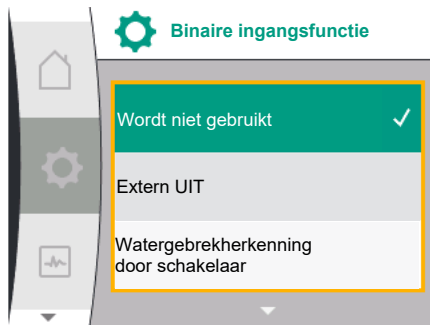 Binaire ingangsfunctie
Wordt niet gebruikt
Extern UIT
Watergebrekherkenning
door schakelaar